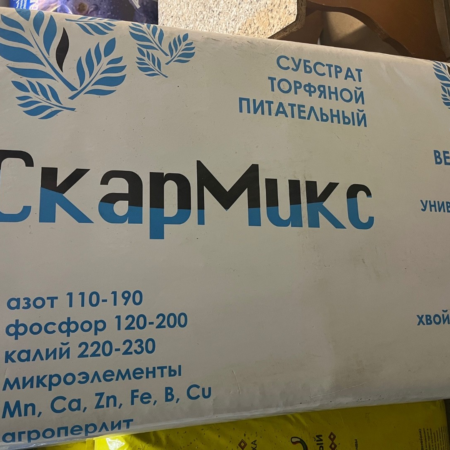 СУБСТРАТ
ТОРФЯНОЙ
ПИТАТЕЛЬНЫЙ
СкарМикс
азот 110-190
фосфор 120-200
калий 220-230
микроэлементы
Mn, Ca, Zn, Fe, B, Cu
агроперлит